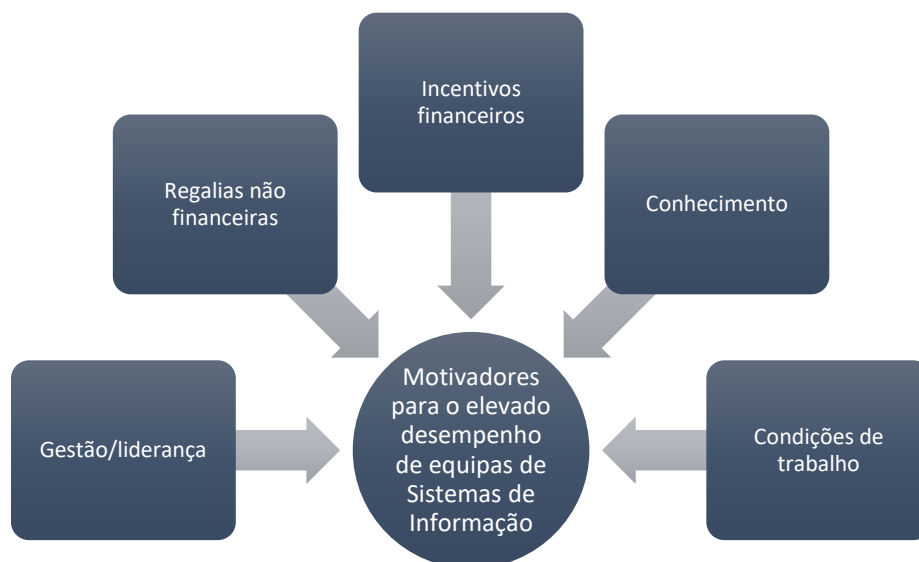 Incentivos
financeiros
Regalias não
financeiras
Conhecimento
Gestão/liderança
Motivadores
para o elevado
desempenho
de equipas de
Sistemas de
Informação
Condições de
trabalho